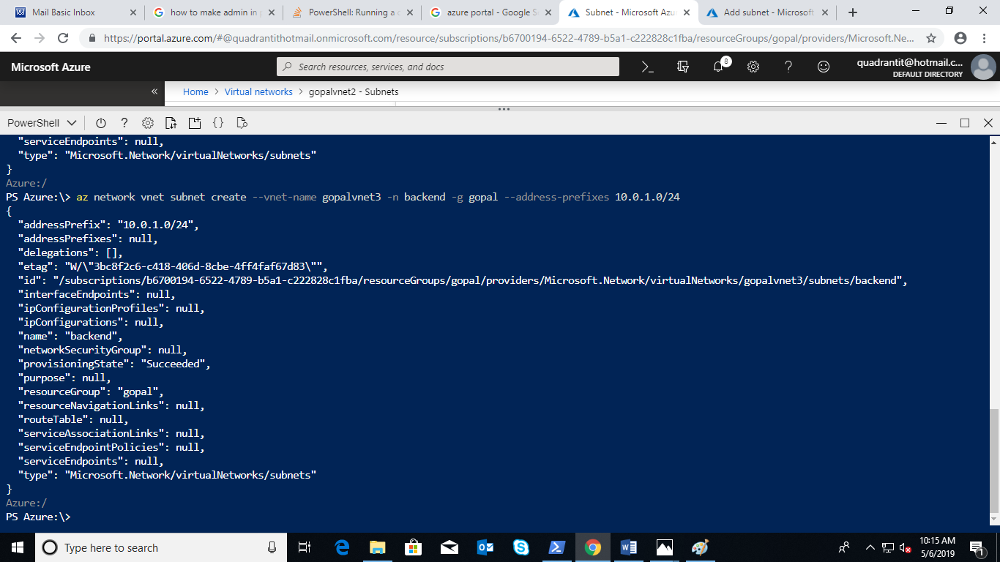 Mail Basic Inbox
how to make admin in
PowerShell: Running a c
azure portal - Google S
Subnet - Microsoft Azu
Add subnet - Microsoft
https://portal.azure.com/#@quadrantithotmail.onmicrosoft.com/resource/subscriptions/b6700194-6522-4789-b5a1-c222828c1fba/resourceGroups/gopal/providers/Microsoft.Ne...
Microsoft Azure
Search resources, services, and docs
8
quadrantit@hotmail.c...
DEFAULT DIRECTORY
Home > Virtual networks > gopalvnet2 - Subnets
PowerShell
"serviceEndpoints": null,
"type": "Microsoft.Network/virtualNetworks/subnets"
}
Azure:/
PS Azure:\> az network vnet subnet create --vnet-name gopalvnet3 -n backend -g gopal --address-prefixes 10.0.1.0/24
{
"addressPrefix": "10.0.1.0/24",
"addressPrefixes": null,
"delegations": [],
"etag": "W/\"3bc8f2c6-c418-406d-8cbe-4ff4faf67d83\"",
"id": "/subscriptions/b6700194-6522-4789-b5a1-c222828c1fba/resourceGroups/gopal/providers/Microsoft.Network/virtualNetworks/gopalvnet3/subnets/backend",
"interfaceEndpoints": null,
"ipConfigurationProfiles": null,
"ipConfigurations": null,
"name": "backend",
"networkSecurityGroup": null,
"provisioningState": "Succeeded",
"purpose": null,
"resourceGroup": "gopal",
"resourceNavigationLinks": null,
"routeTable": null,
"serviceAssociationLinks": null,
"serviceEndpointPolicies": null,
"serviceEndpoints": null,
"type": "Microsoft.Network/virtualNetworks/subnets"
}
Azure:/
PS Azure:\>
Type here to search
10:15 AM
5/6/2019
1